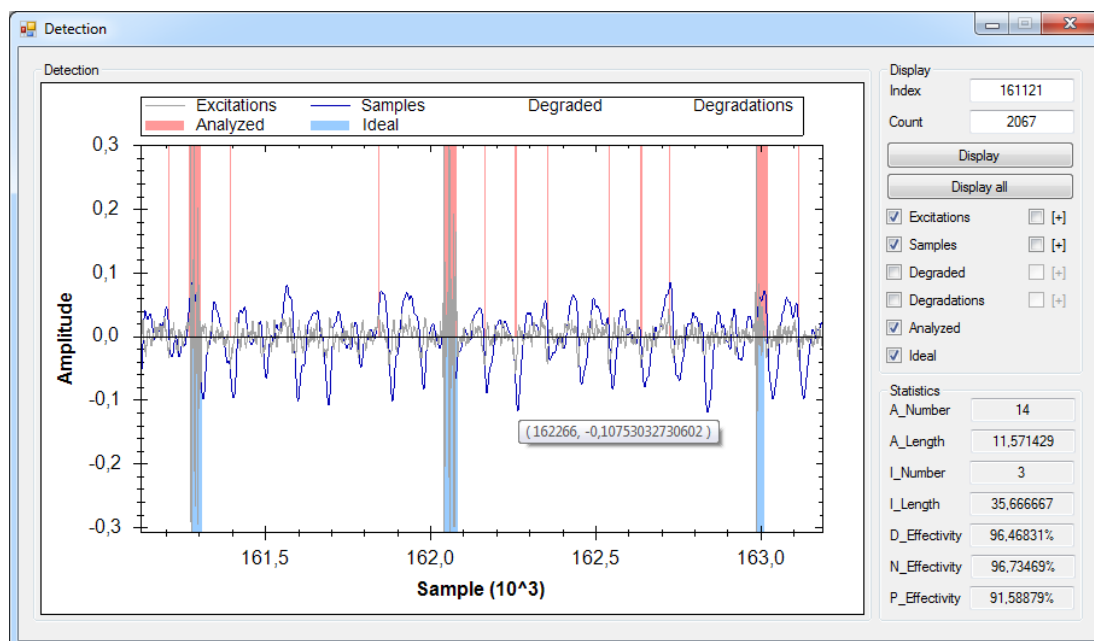 Detection
Detection
Excitations Samples Degraded Degradations
Analyzed Ideal
0,3
0,2
0,1
0,0
-0,1
-0,2
-0,3
Amplitude
( 162266, -0,10753032730602 )
161,5 162,0 162,5 163,0
Sample (10^3)
Display
Index 161121
Count 2067
Display
Display all
Excitations [+]
Samples [+]
Degraded [+]
Degradations [+]
Analyzed
Ideal
Statistics
A_Number 14
A_Length 11,571429
I_Number 3
I_Length 35,666667
D_Effectivity 96,46831%
N_Effectivity 96,73469%
P_Effectivity 91,58879%